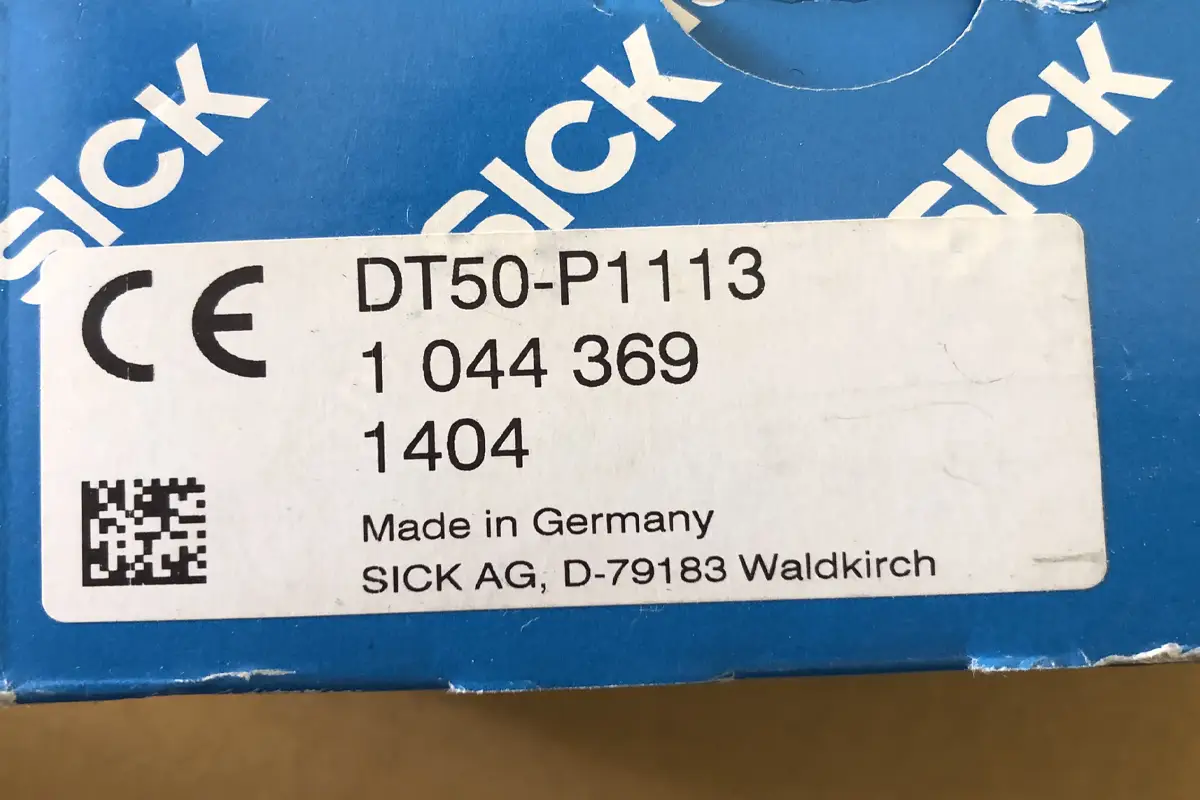 SICK
SICK
SICK
CE
DT50-P1113
1 044 369
1404
Made in Germany
SICK AG, D-79183 Waldkirch